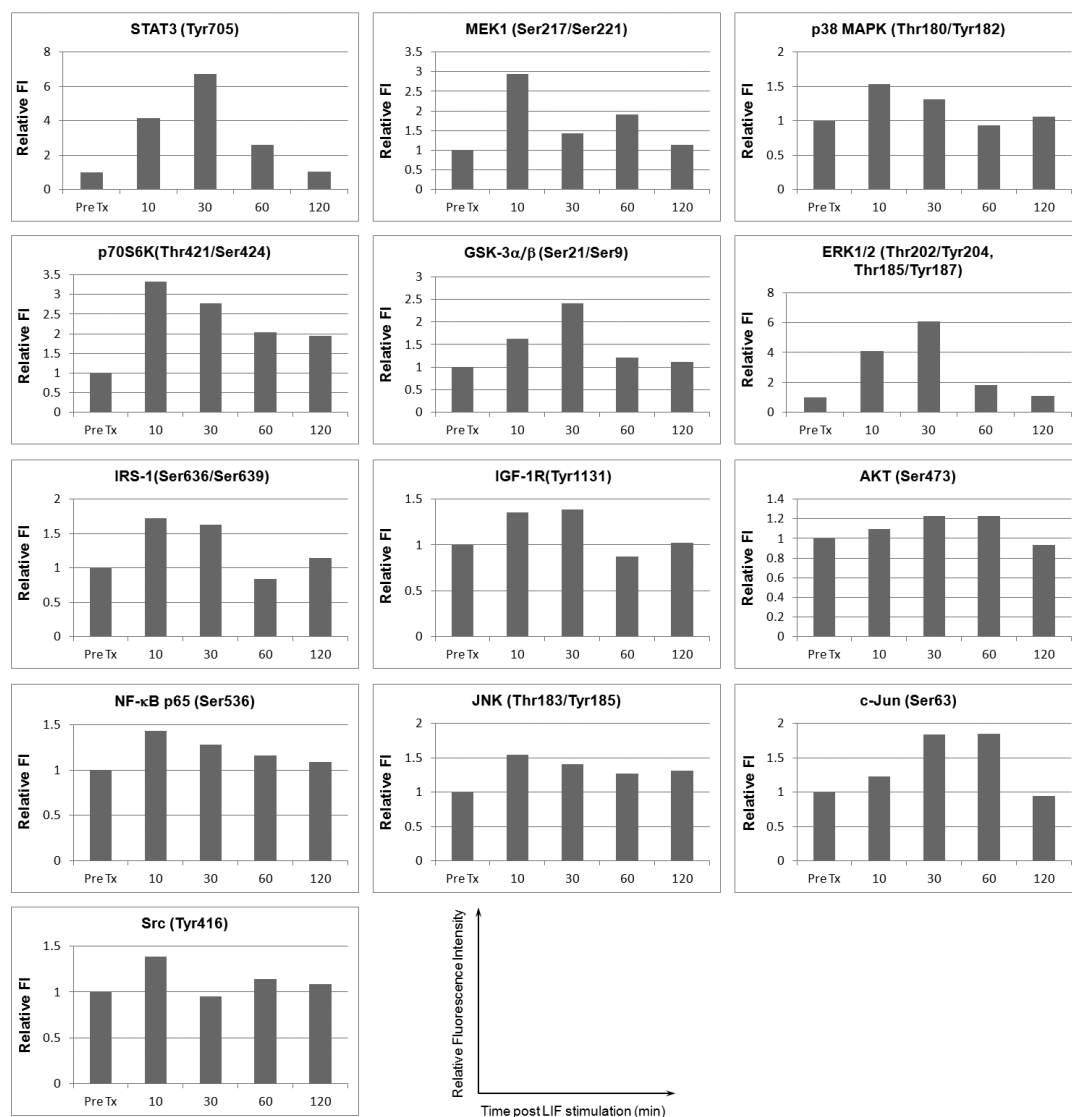 STAT3 (Tyr705)
Relative FI
8
6
4
2
0
Pre Tx 10 30 60 120
MEK1 (Ser217/Ser221)
Relative FI
3.5
3
2.5
2
1.5
1
0.5
0
Pre Tx 10 30 60 120
p38 MAPK (Thr180/Tyr182)
Relative FI
2
1.5
1
0.5
0
Pre Tx 10 30 60 120
p70S6K(Thr421/Ser424)
Relative FI
3.5
3
2.5
2
1.5
1
0.5
0
Pre Tx 10 30 60 120
GSK-3α/β (Ser21/Ser9)
Relative FI
3
2.5
2
1.5
1
0.5
0
Pre Tx 10 30 60 120
ERK1/2 (Thr202/Tyr204,
Thr185/Tyr187)
Relative FI
8
6
4
2
0
Pre Tx 10 30 60 120
IRS-1(Ser636/Ser639)
Relative FI
2
1.5
1
0.5
0
Pre Tx 10 30 60 120
IGF-1R(Tyr1131)
Relative FI
1.5
1
0.5
0
Pre Tx 10 30 60 120
AKT (Ser473)
Relative FI
1.4
1.2
1
0.8
0.6
0.4
0.2
0
Pre Tx 10 30 60 120
NF-κB p65 (Ser536)
Relative FI
1.5
1
0.5
0
Pre Tx 10 30 60 120
JNK (Thr183/Tyr185)
Relative FI
2
1.5
1
0.5
0
Pre Tx 10 30 60 120
c-Jun (Ser63)
Relative FI
2
1.5
1
0.5
0
Pre Tx 10 30 60 120
Src (Tyr416)
Relative FI
1.5
1
0.5
0
Pre Tx 10 30 60 120
Relative Fluorescence Intensity
Time post LIF stimulation (min)